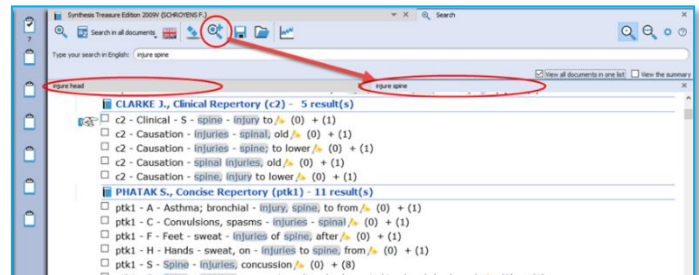 Synthesis Treasure Edition 2009V (SCHROYENS F.)
Search
Search in all documents
7
Type your search in English: injure spine
View all documents in one list
View the summary
injure head
injure spine
CLARKE J., Clinical Repertory (c2) - 5 result(s)
c2 - Clinical - S - spine - injury to (0) + (1)
c2 - Causation - injuries - spinal, old (0) + (1)
c2 - Causation - injuries - spine; to lower (0) + (1)
c2 - Causation - spinal injuries, old (0) + (1)
c2 - Causation - spine, injury to lower (0) + (1)
PHATAK S., Concise Repertory (ptk1) - 11 result(s)
ptk1 - A - Asthma; bronchial - injury, spine, to from (0) + (1)
ptk1 - C - Convulsions, spasms - injuries - spinal (0) + (1)
ptk1 - F - Feet - sweat - injuries of spine, after (0) + (1)
ptk1 - H - Hands - sweat, on - injuries to spine, from (0) + (1)
ptk1 - S - Spine - injuries, concussion (0) + (8)